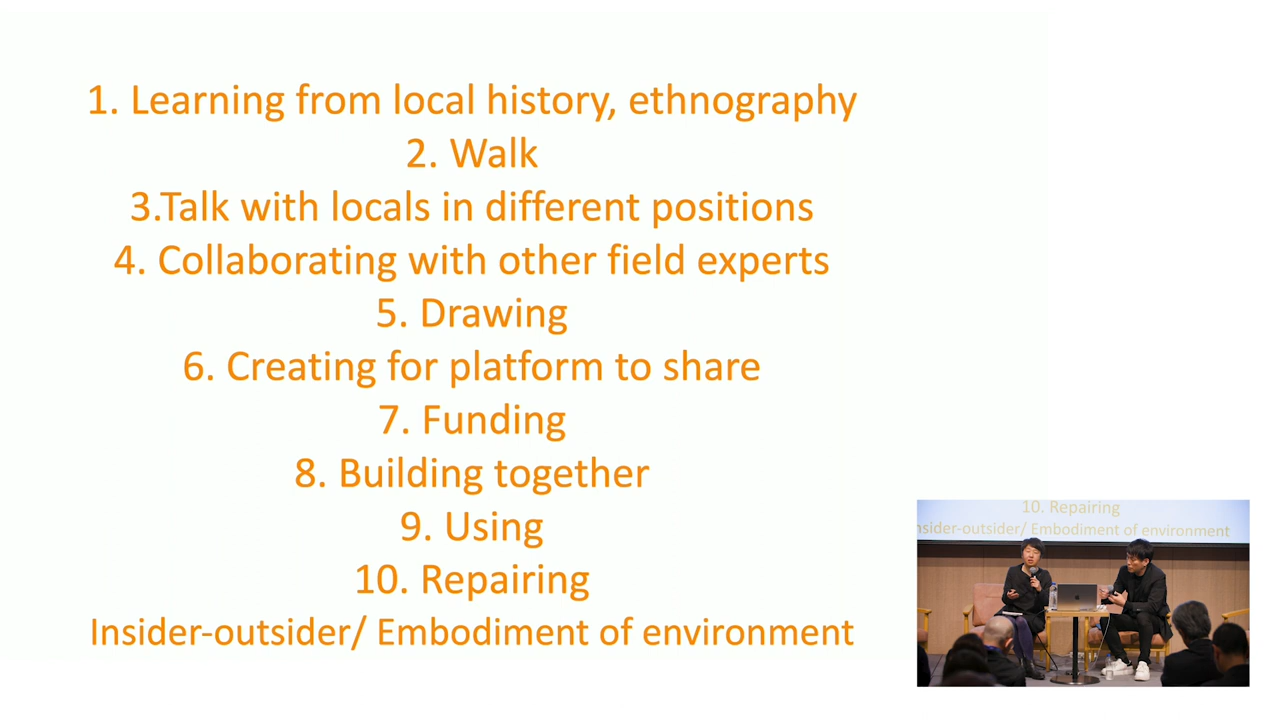 1. Learning from local history, ethnography
2. Walk
3.Talk with locals in different positions
4. Collaborating with other field experts
5. Drawing
6. Creating for platform to share
7. Funding
8. Building together
9. Using
10. Repairing
Insider-outsider/ Embodiment of environment
10. Repairing
nsider-outsider/ Embodiment of environment